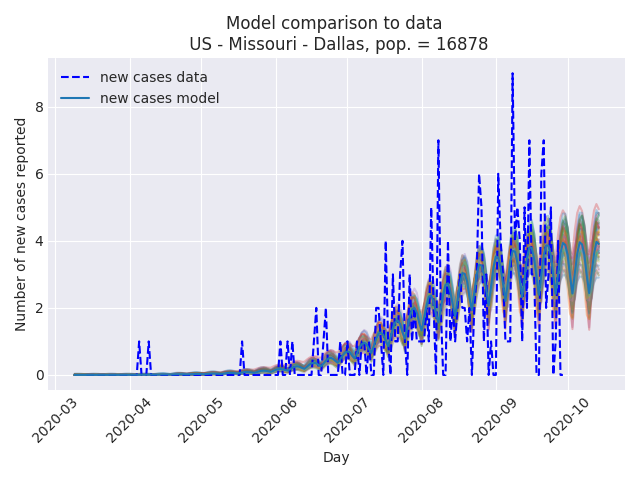 Model comparison to data
US - Missouri - Dallas, pop. = 16878
new cases data
new cases model
Number of new cases reported
8
6
4
2
0
2020-03
2020-04
2020-05
2020-06
2020-07
2020-08
2020-09
2020-10
Day